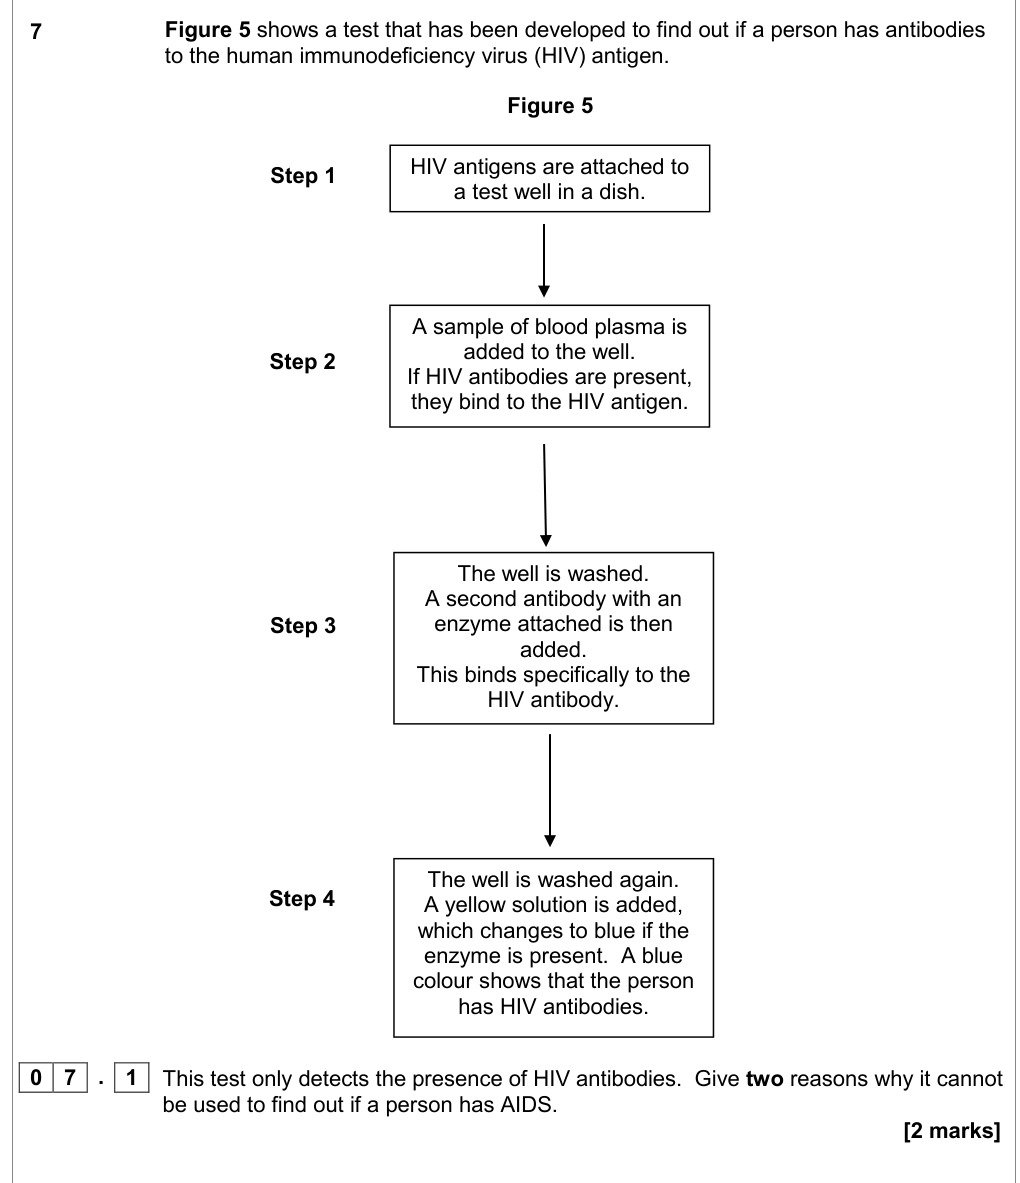 7
Figure 5 shows a test that has been developed to find out if a person has antibodies
to the human immunodeficiency virus (HIV) antigen.
Figure 5
Step 1
HIV antigens are attached to
a test well in a dish.
Step 2
A sample of blood plasma is
added to the well.
If HIV antibodies are present,
they bind to the HIV antigen.
Step 3
The well is washed.
A second antibody with an
enzyme attached is then
added.
This binds specifically to the
HIV antibody.
Step 4
The well is washed again.
A yellow solution is added,
which changes to blue if the
enzyme is present. A blue
colour shows that the person
has HIV antibodies.
0 7 . 1 This test only detects the presence of HIV antibodies. Give two reasons why it cannot
be used to find out if a person has AIDS.
[2 marks]